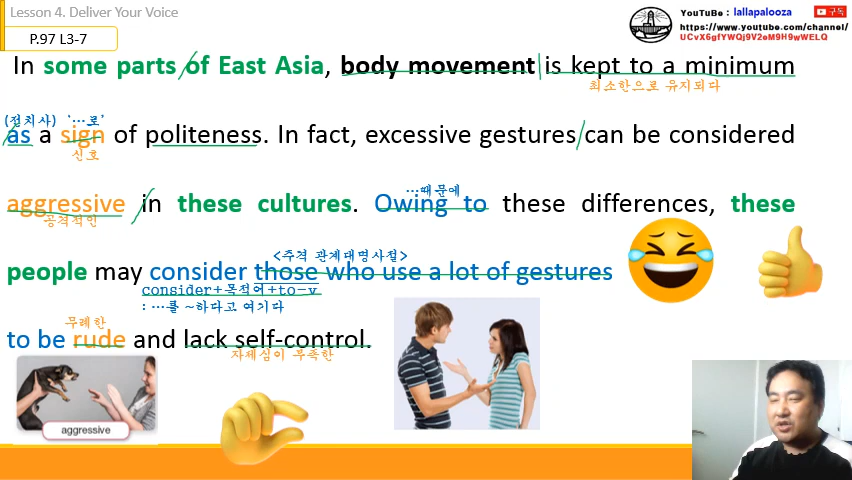 Lesson 4. Deliver Your Voice
P.97 L3-7
YouTube : lallapalooza
구독
https://www.youtube.com/channel/
UCvX6gfYWQj9V2eM9H9wWELQ
In some parts of East Asia, body movement is kept to a minimum
최소한으로 유지되다
(전치사) '…로'
as a sign of politeness. In fact, excessive gestures can be considered
신호
aggressive in these cultures. Owing to these differences, these
공격적인
…때문에
<주격 관계대명사절>
people may consider those who use a lot of gestures
consider+목적어+to-v
: …를 ~하다고 여기다
무례한
to be rude and lack self-control.
자제심이 부족한
aggressive